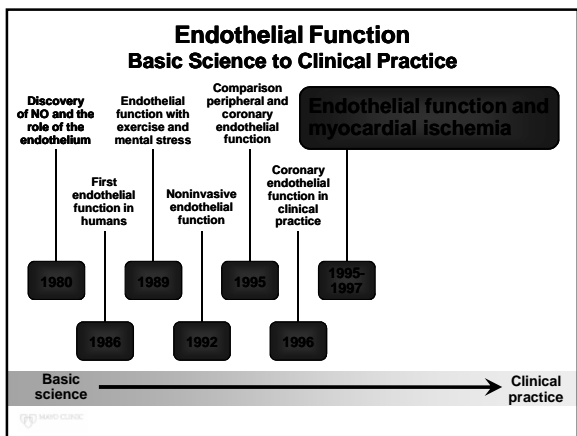 Endothelial Function
Basic Science to Clinical Practice
Discovery
of NO and the
role of the
endothelium
Endothelial
function with
exercise and
mental stress
Comparison
peripheral and
coronary
endothelial
function
Endothelial function and
myocardial ischemia
First
endothelial
function in
humans
Noninvasive
endothelial
function
Coronary
endothelial
function in
clinical
practice
1980
1989
1995
1995-
1997
1986
1992
1996
Basic
science
Clinical
practice
MAYO CLINIC